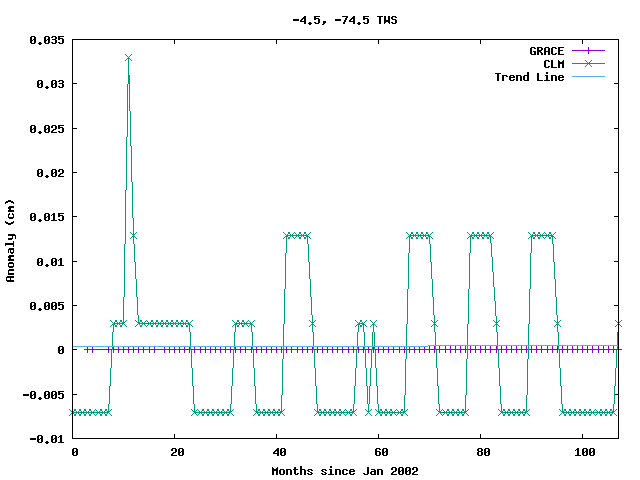 -4.5, -74.5 TWS
0.035
0.03
0.025
0.02
0.015
0.01
0.005
0
-0.005
-0.01
Anomaly (cm)
GRACE
CLM
Trend Line
0 20 40 60 80 100
Months since Jan 2002